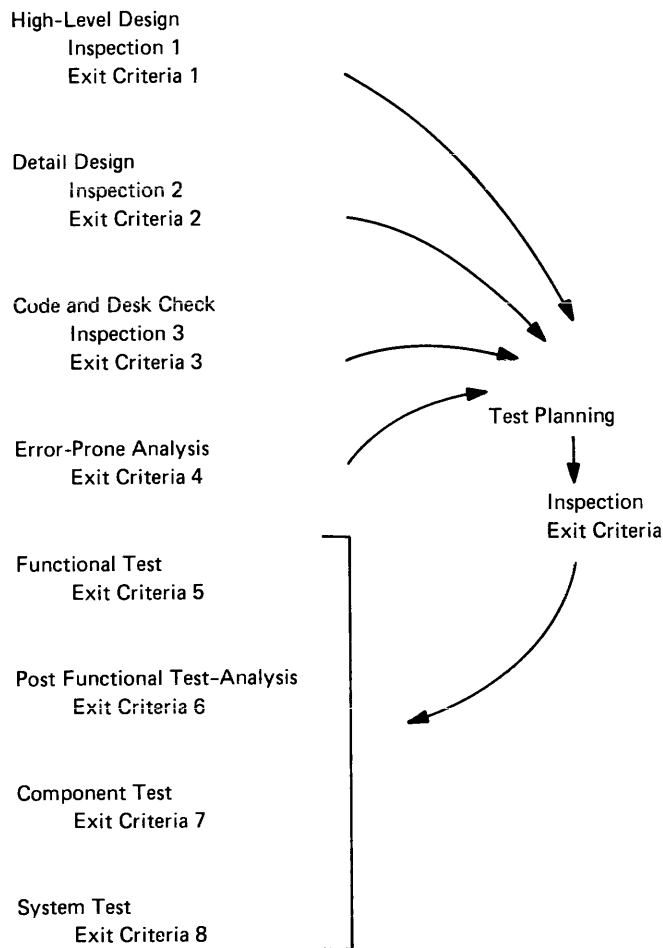 High-Level Design
Inspection 1
Exit Criteria 1
Detail Design
Inspection 2
Exit Criteria 2
Code and Desk Check
Inspection 3
Exit Criteria 3
Error-Prone Analysis
Exit Criteria 4
Test Planning
Inspection
Exit Criteria
Functional Test
Exit Criteria 5
Post Functional Test-Analysis
Exit Criteria 6
Component Test
Exit Criteria 7
System Test
Exit Criteria 8